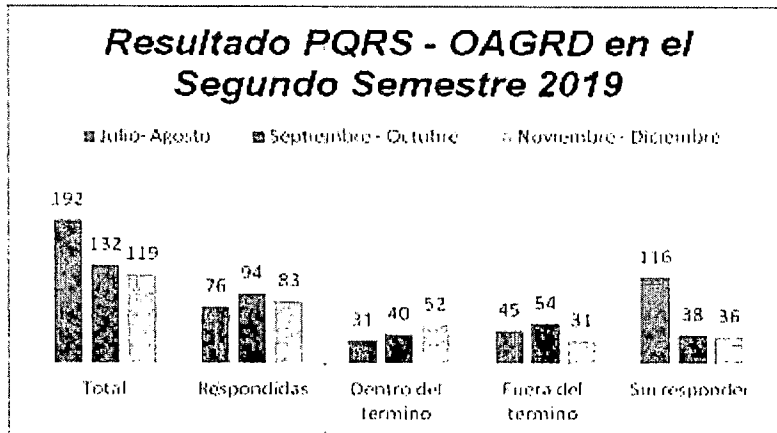 Resultado PQRS - OAGRD en el
Segundo Semestre 2019
Julio- Agosto Septiembre - Octubre Noviembre - Diciembre
192 132 119 76 94 83 31 40 52 45 54 31 116 38 36
Total Respondidas Dentro del termino Fuera del termino Sin responder